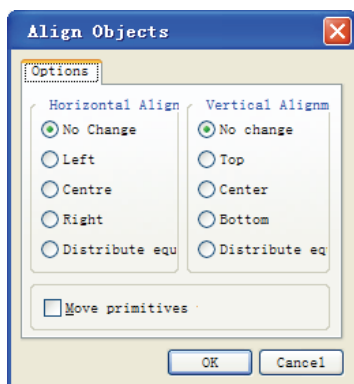 Align Objects
Options
Horizontal Align
Vertical Alignm
No Change
No change
Left
Top
Centre
Center
Right
Bottom
Distribute equ
Distribute eq
Move primitives
OK
Cancel